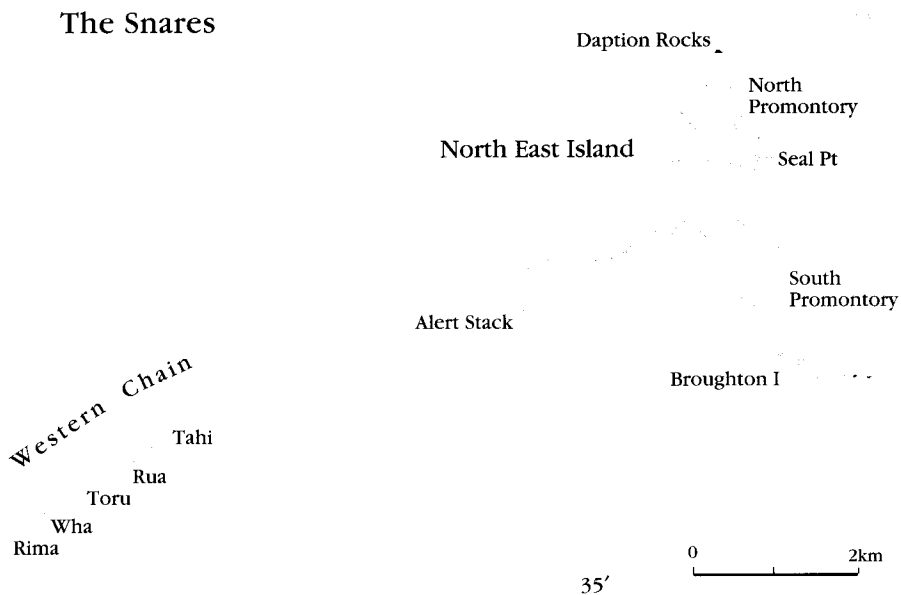 The Snares
Daption Rocks
North
Promontory
North East Island
Seal Pt
South
Promontory
Alert Stack
Broughton I
Western Chain
Tahi
Rua
Toru
Wha
Rima
0 2km
35′